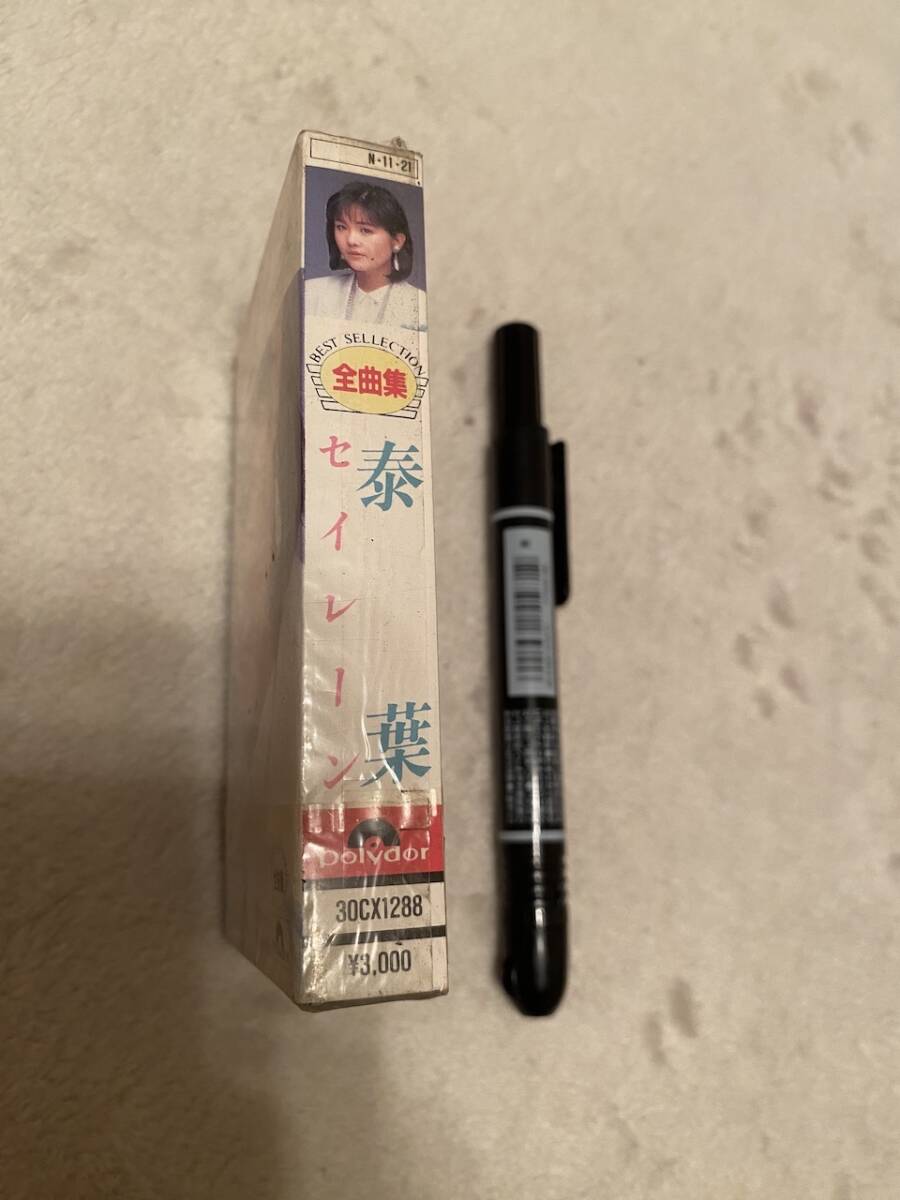 N・11・21
BEST SELLECTION
全曲集
泰葉
セイレーン
polydor
30CX1288
¥3,000